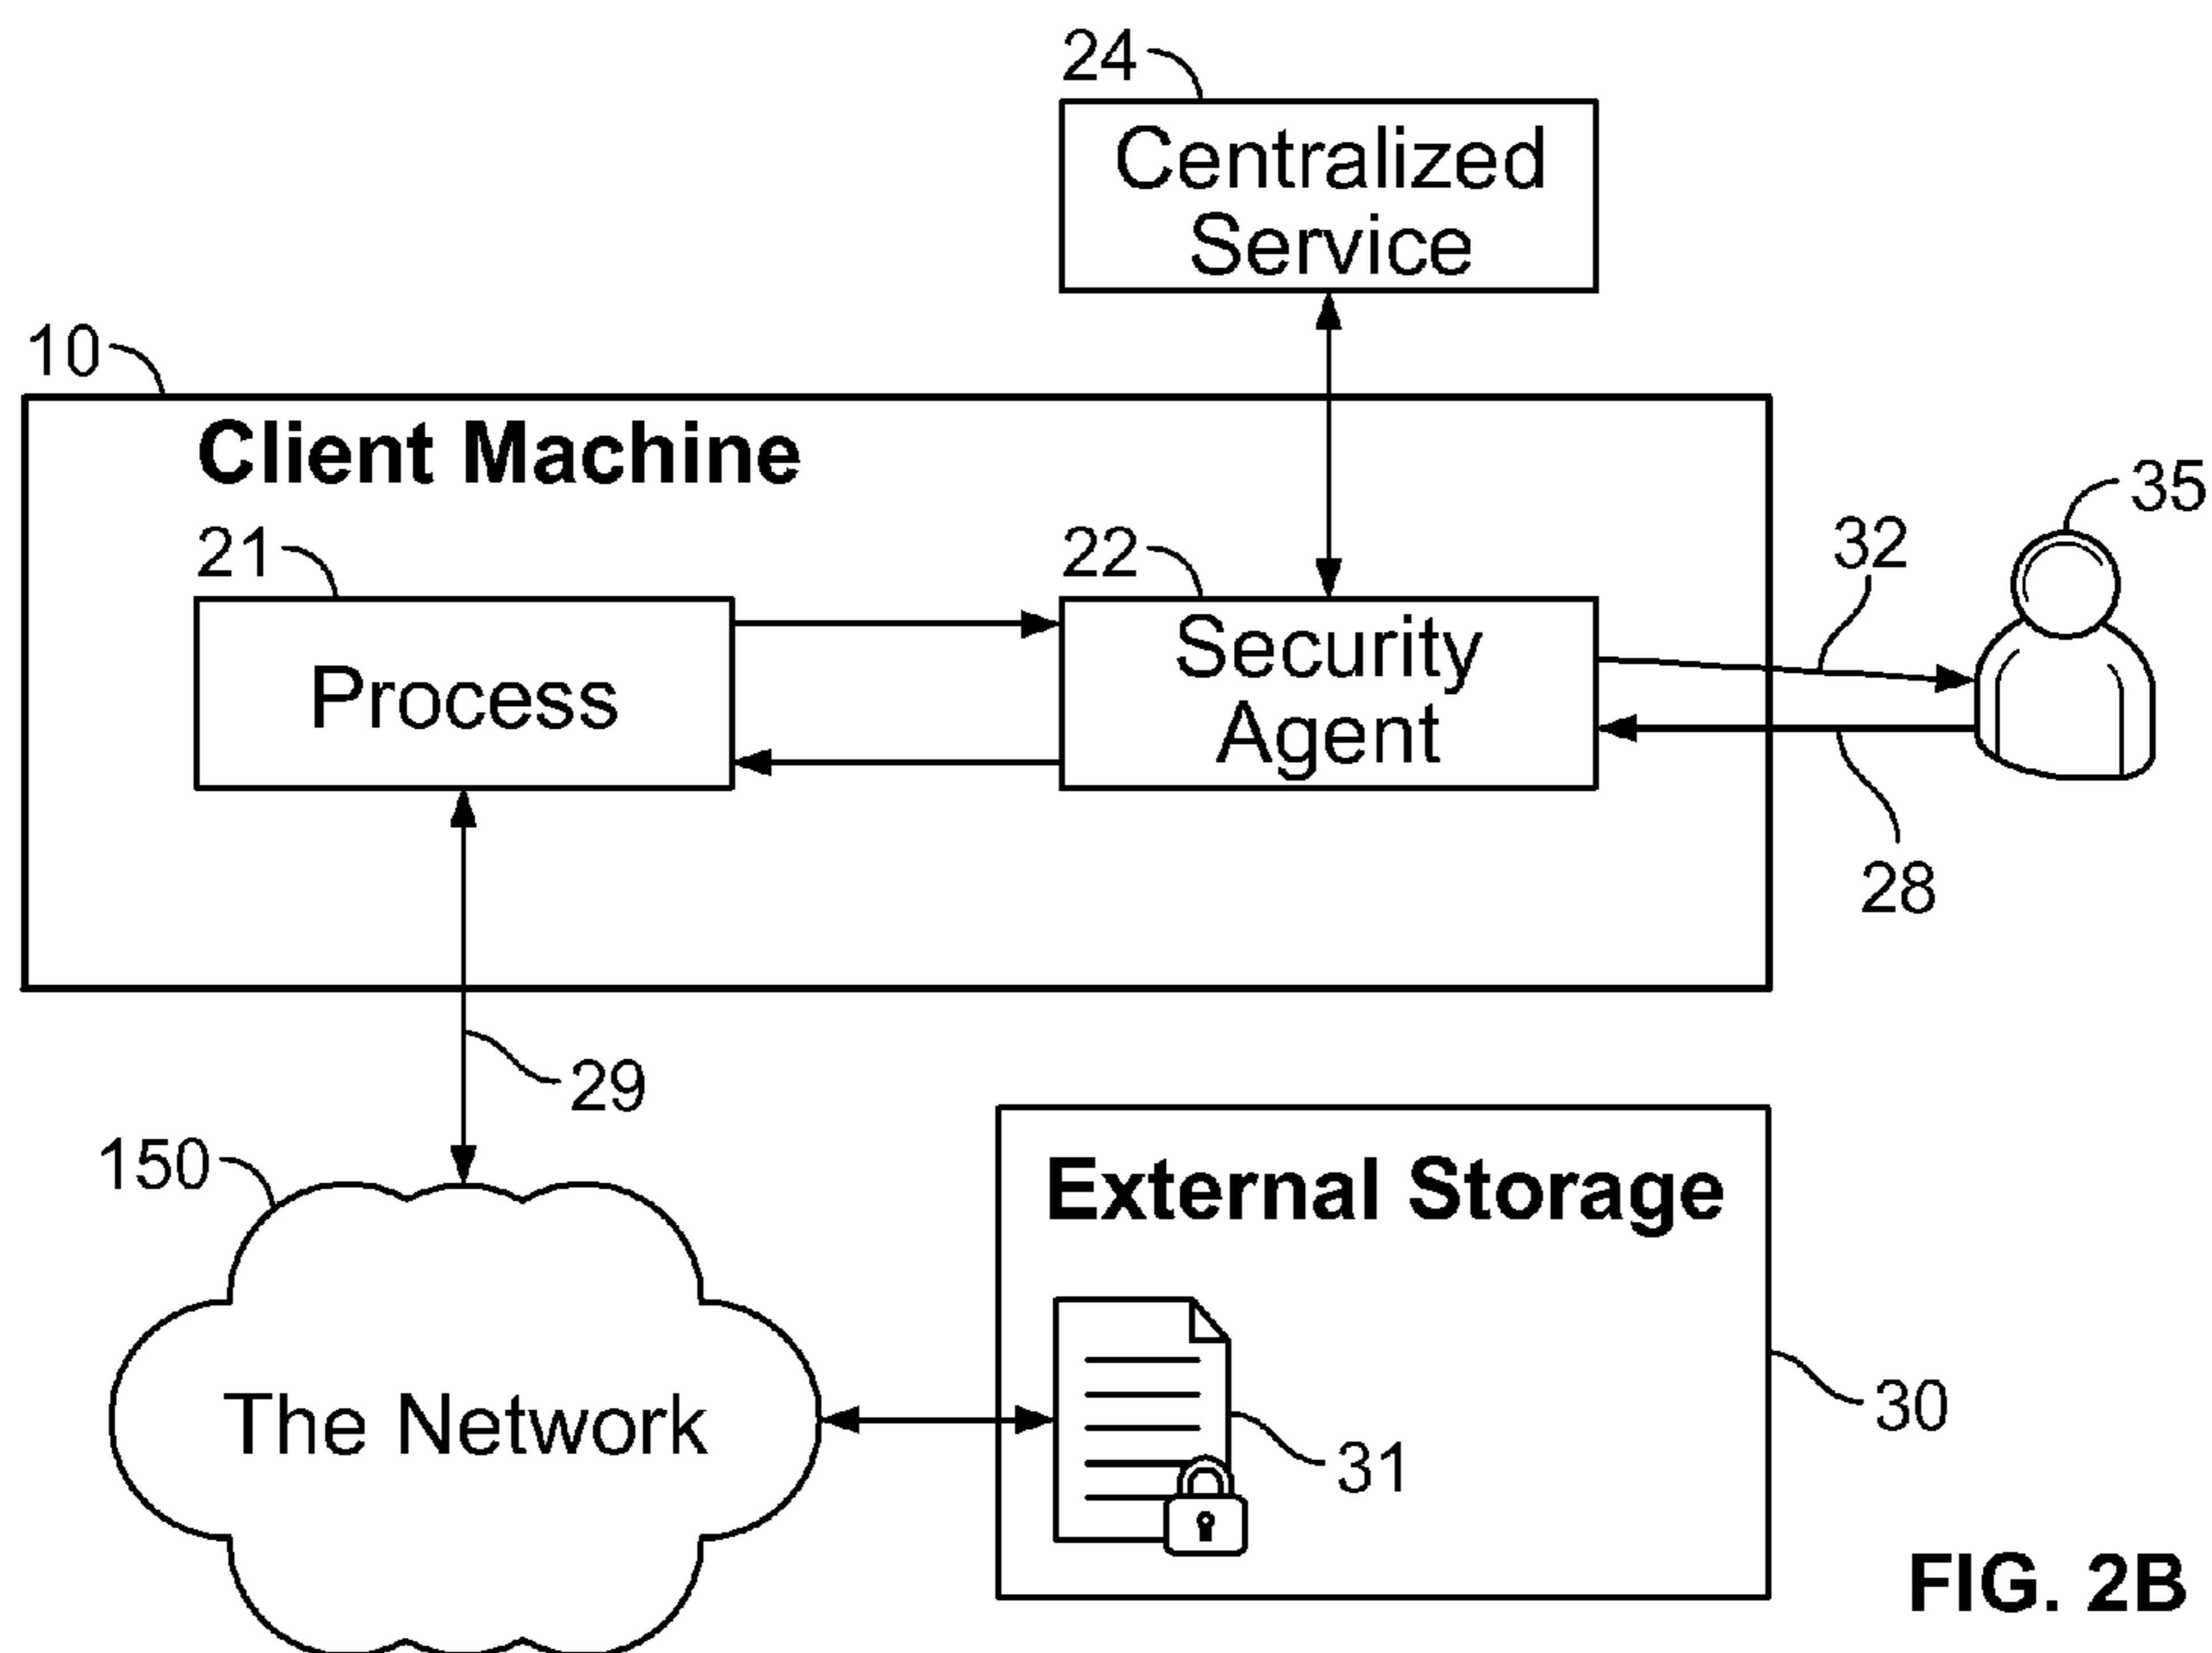 24
Centralized
Service
10
Client Machine
35
32
21
22
Process
Security
Agent
28
29
150
External Storage
The Network
30
31
FIG. 2B